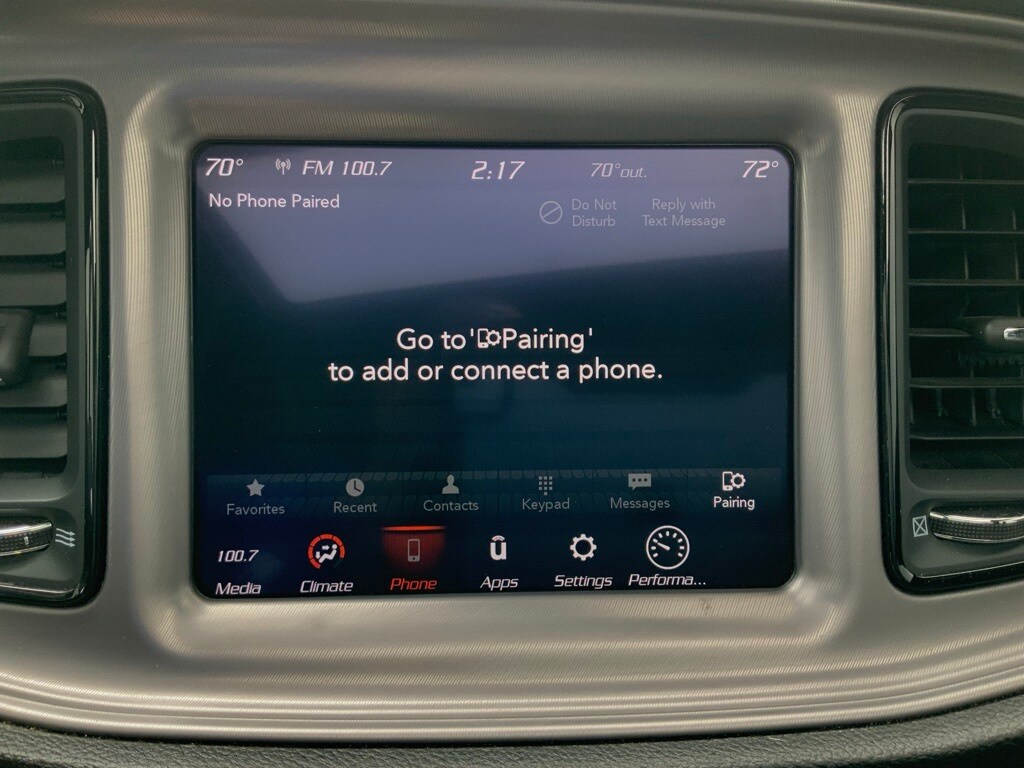 70° FM 100.7 2:17 70°out. 72°
No Phone Paired
Do Not
Disturb
Reply with
Text Message
Go to 'Pairing'
to add or connect a phone.
Favorites Recent Contacts Keypad Messages Pairing
100.7
Media Climate Phone Apps Settings Performa...